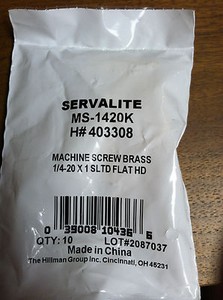 SERVALITE
MS-1420K
H# 403308
MACHINE SCREW BRASS
1/4-20 X 1 SLTD FLAT HD
0 39008 10436 6
QTY: 10 LOT#2087037
Made in China
The Hillman Group Inc. Cincinnati, OH 45231